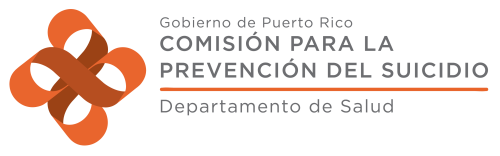 Gobierno de Puerto Rico
COMISIÓN PARA LA
PREVENCIÓN DEL SUICIDIO
Departamento de Salud